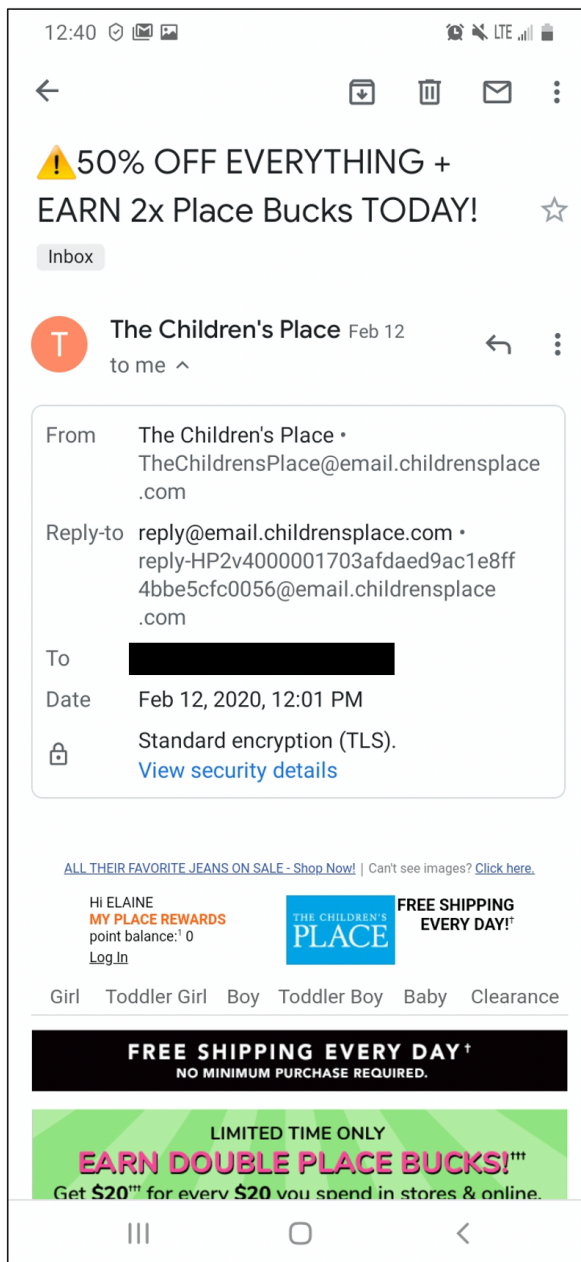 12:40 LTE
⚠50% OFF EVERYTHING +
EARN 2x Place Bucks TODAY!
Inbox
T
The Children's Place Feb 12
to me
From The Children's Place •
TheChildrensPlace@email.childrensplace
.com
Reply-to reply@email.childrensplace.com •
reply-HP2v4000001703afdaed9ac1e8ff
4bbe5cfc0056@email.childrensplace
.com
To
Date Feb 12, 2020, 12:01 PM
Standard encryption (TLS).
View security details
ALL THEIR FAVORITE JEANS ON SALE - Shop Now! | Can't see images? Click here.
Hi ELAINE
MY PLACE REWARDS
point balance:¹ 0
Log In
THE CHILDREN'S
PLACE
FREE SHIPPING
EVERY DAY!†
Girl Toddler Girl Boy Toddler Boy Baby Clearance
FREE SHIPPING EVERY DAY†
NO MINIMUM PURCHASE REQUIRED.
LIMITED TIME ONLY
EARN DOUBLE PLACE BUCKS!†††
Get $20††† for every $20 you spend in stores & online.